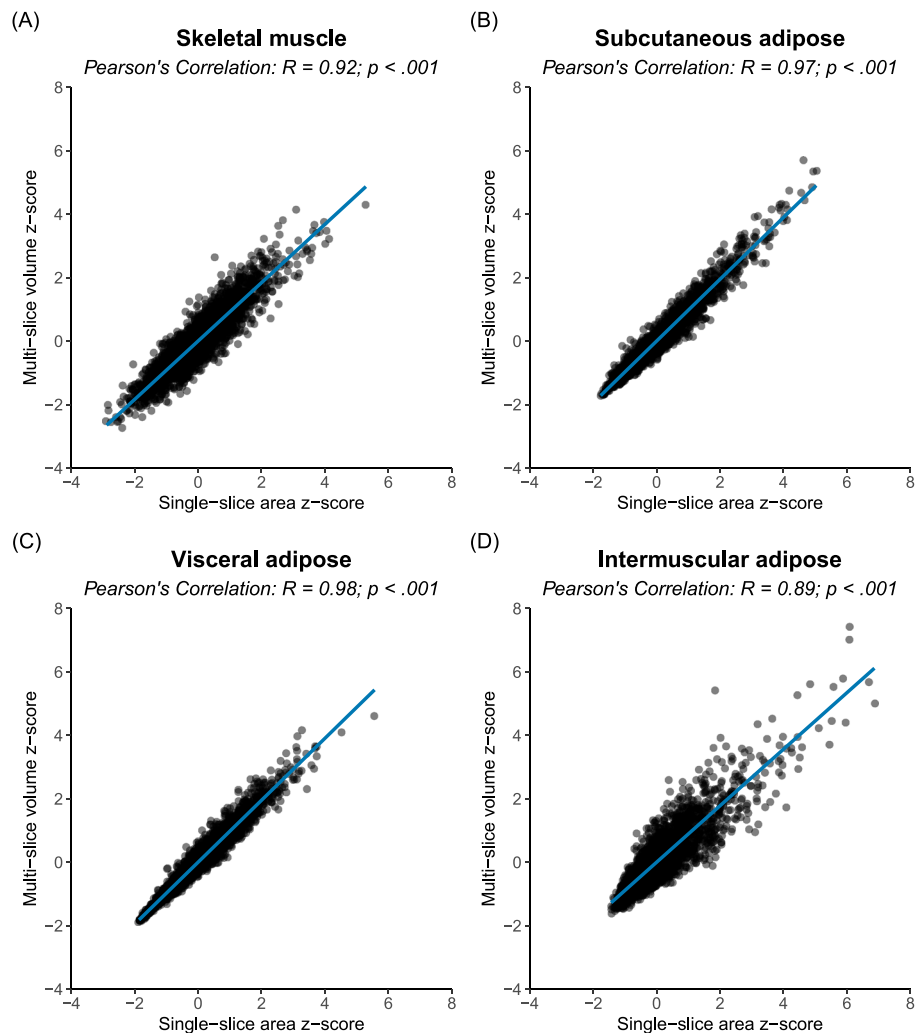 (A)
Skeletal muscle
Pearson's Correlation: R = 0.92; p < .001
8
6
4
2
0
−2
−4
Multi−slice volume z−score
−4 −2 0 2 4 6 8
Single−slice area z−score
(B)
Subcutaneous adipose
Pearson's Correlation: R = 0.97; p < .001
8
6
4
2
0
−2
−4
Multi−slice volume z−score
−4 −2 0 2 4 6 8
Single−slice area z−score
(C)
Visceral adipose
Pearson's Correlation: R = 0.98; p < .001
8
6
4
2
0
−2
−4
Multi−slice volume z−score
−4 −2 0 2 4 6 8
Single−slice area z−score
(D)
Intermuscular adipose
Pearson's Correlation: R = 0.89; p < .001
8
6
4
2
0
−2
−4
Multi−slice volume z−score
−4 −2 0 2 4 6 8
Single−slice area z−score